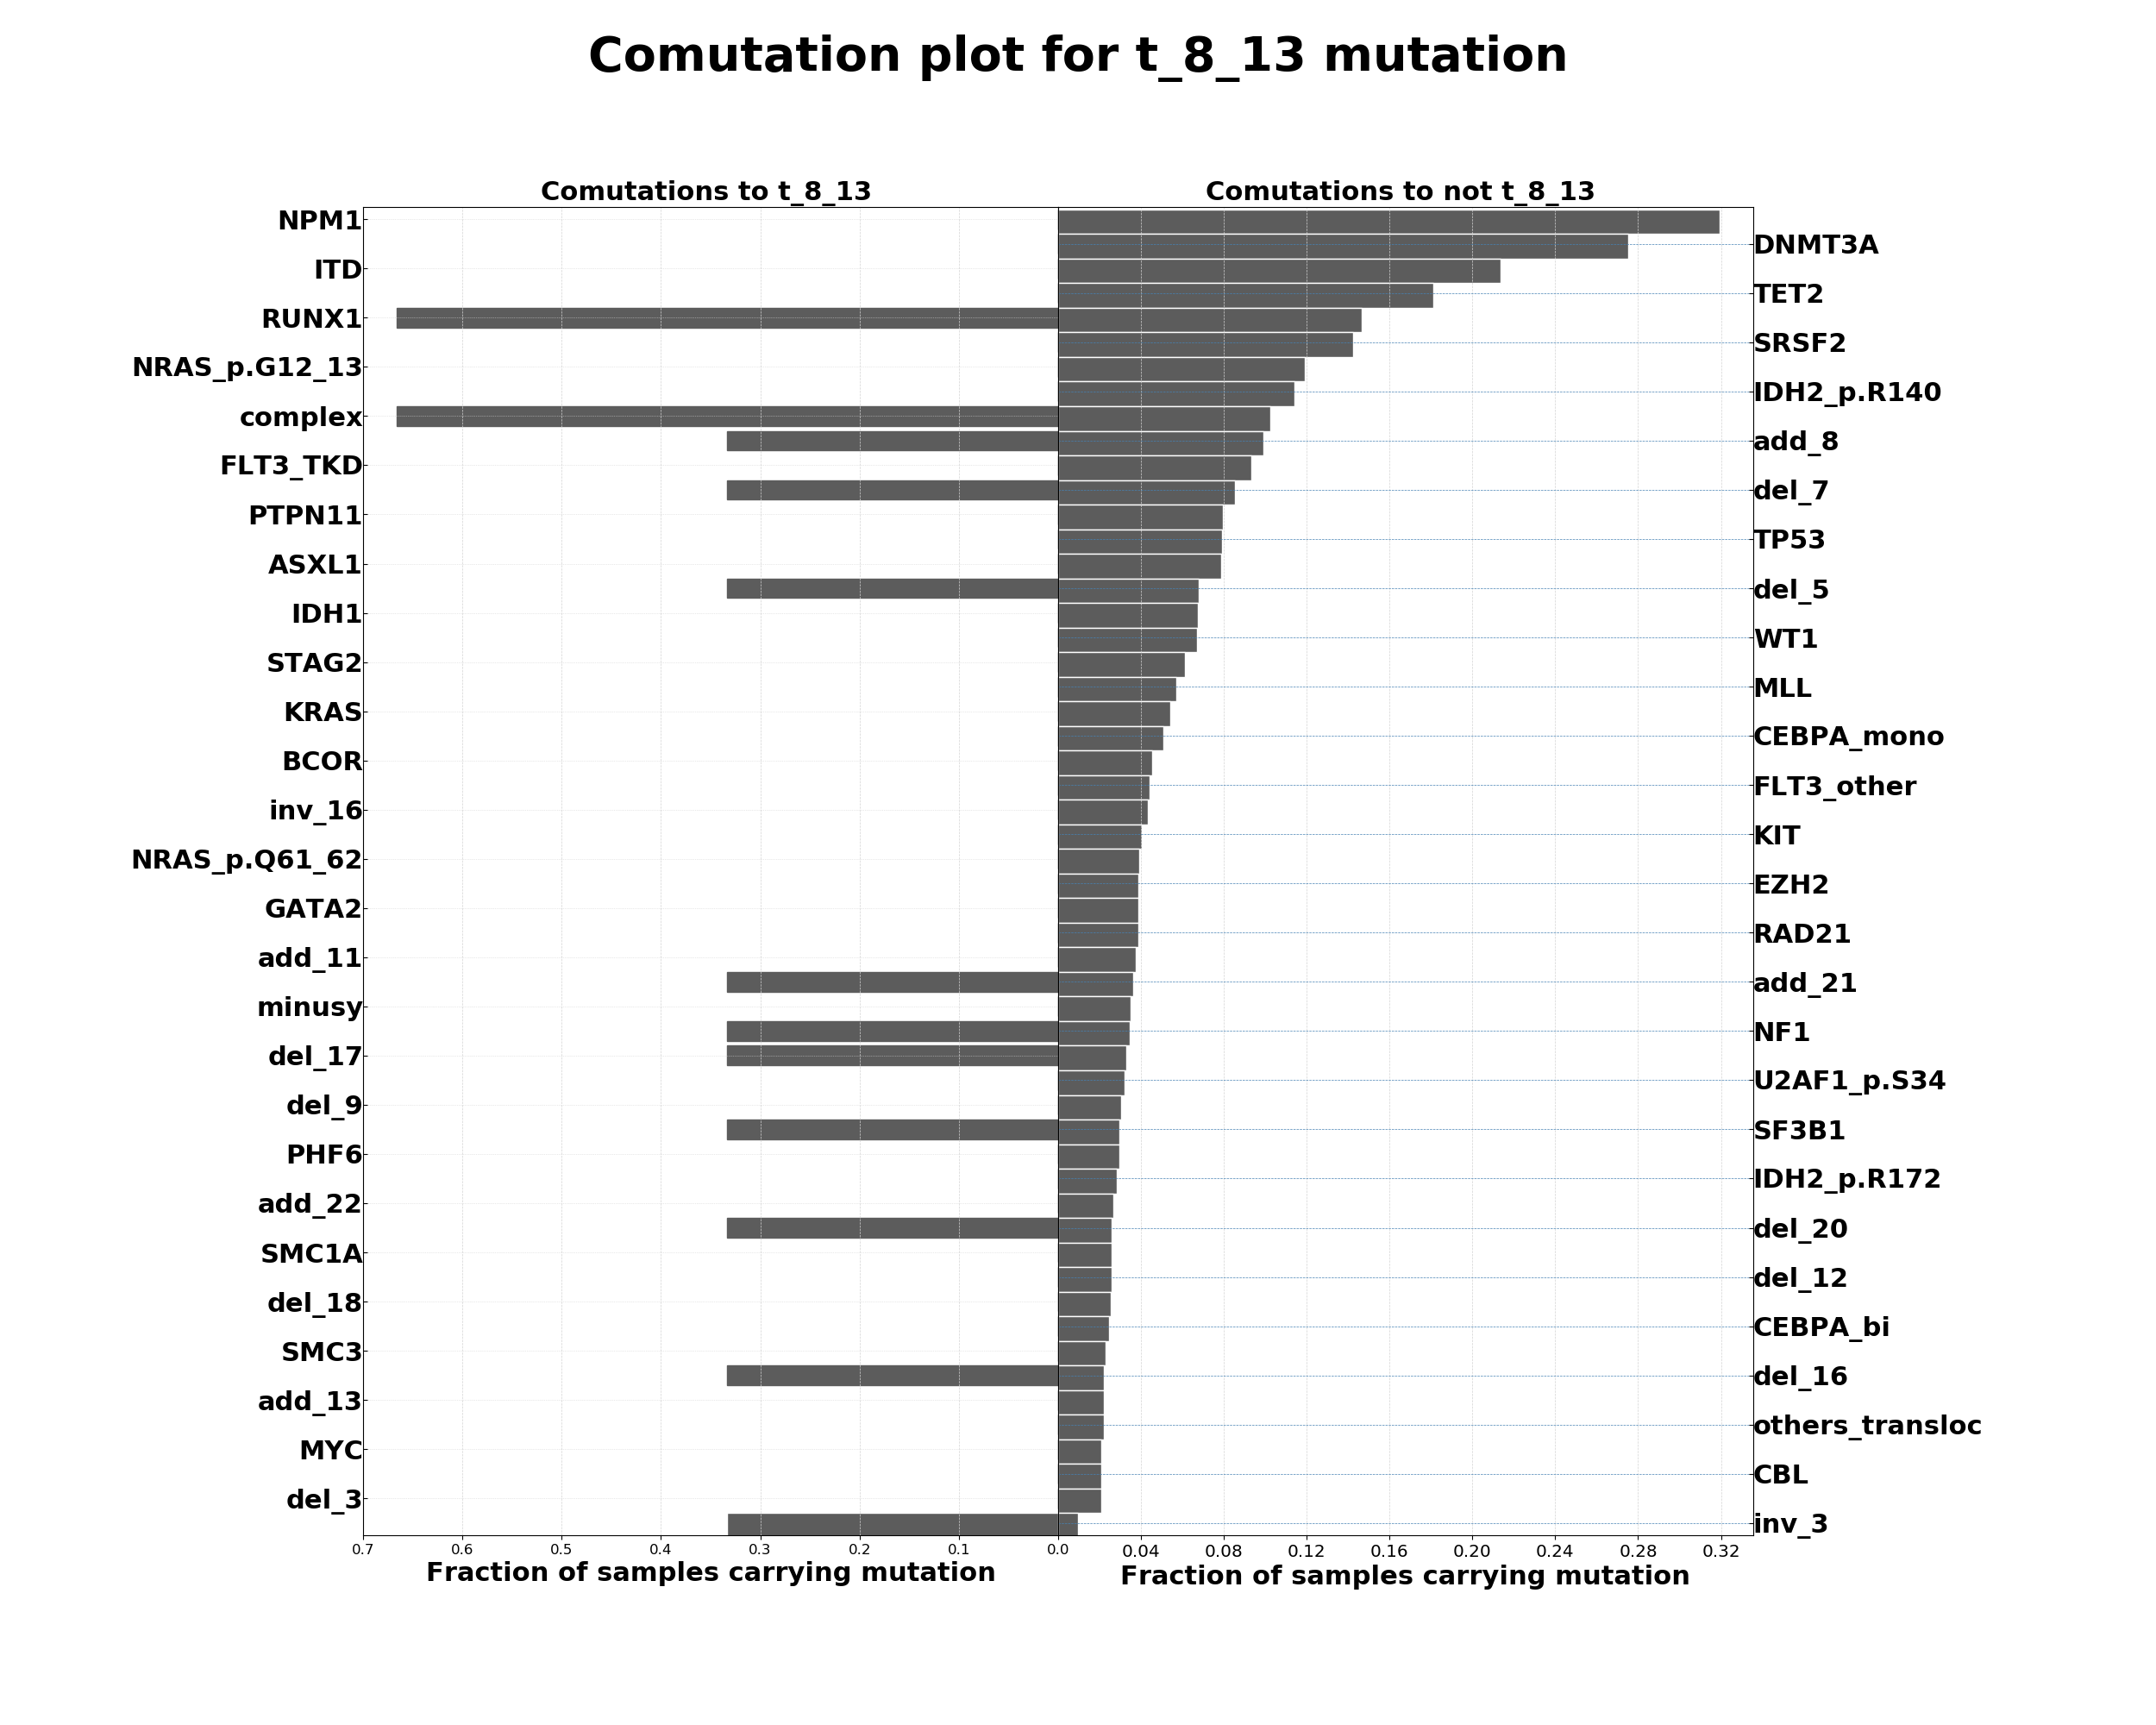 Comutation plot for t_8_13 mutation
Comutations to t_8_13
Comutations to not t_8_13
NPM1
DNMT3A
ITD
TET2
RUNX1
SRSF2
NRAS_p.G12_13
IDH2_p.R140
complex
add_8
FLT3_TKD
del_7
PTPN11
TP53
ASXL1
del_5
IDH1
WT1
STAG2
MLL
KRAS
CEBPA_mono
BCOR
FLT3_other
inv_16
KIT
NRAS_p.Q61_62
EZH2
GATA2
RAD21
add_11
add_21
minusy
NF1
del_17
U2AF1_p.S34
del_9
SF3B1
PHF6
IDH2_p.R172
add_22
del_20
SMC1A
del_12
del_18
CEBPA_bi
SMC3
del_16
add_13
others_transloc
MYC
CBL
del_3
inv_3
0.7 0.6 0.5 0.4 0.3 0.2 0.1 0.0 0.04 0.08 0.12 0.16 0.20 0.24 0.28 0.32
Fraction of samples carrying mutation
Fraction of samples carrying mutation